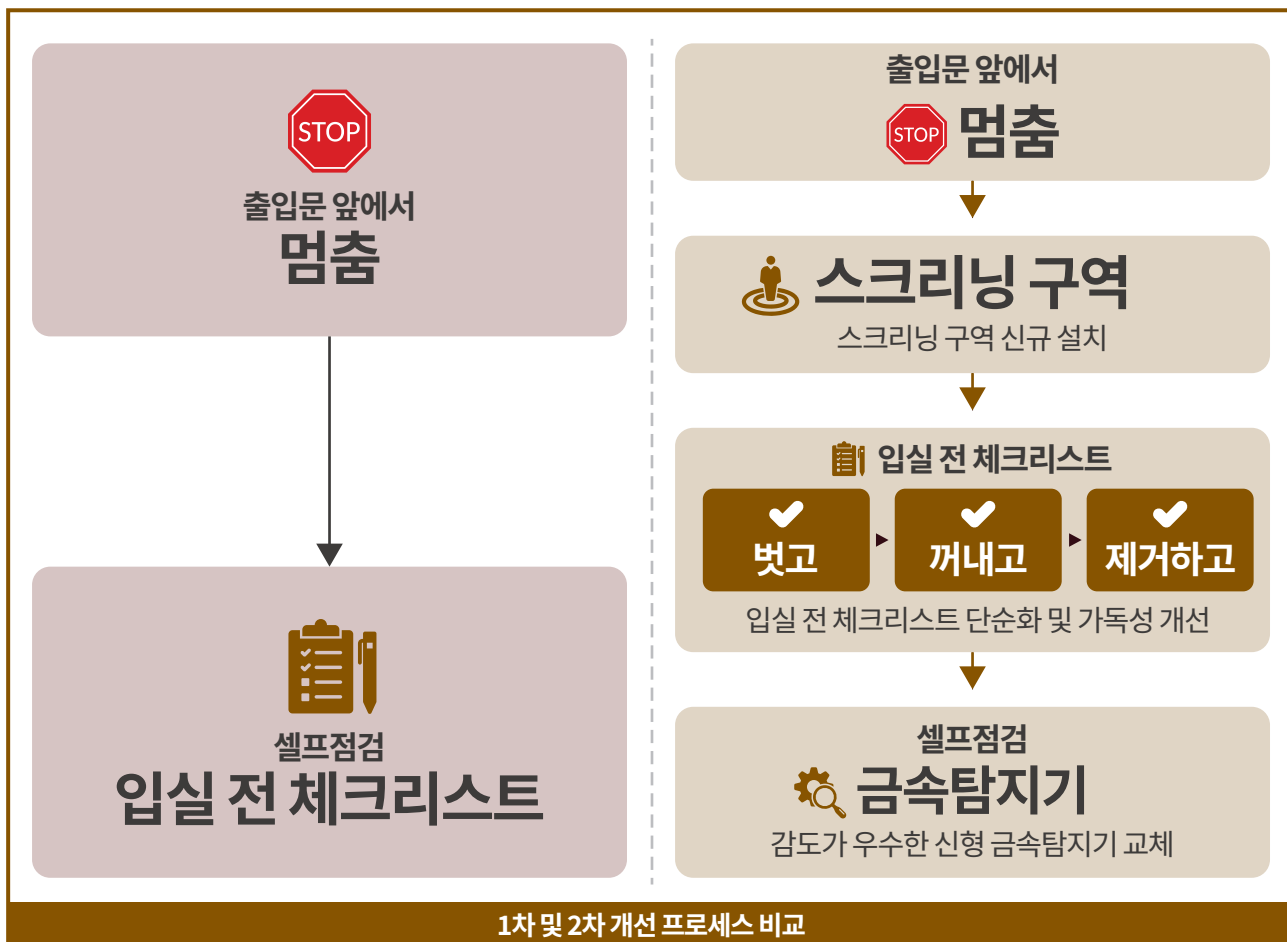 STOP
출입문 앞에서
멈춤
셀프점검
입실 전 체크리스트
출입문 앞에서
STOP 멈춤
스크리닝 구역
스크리닝 구역 신규 설치
입실 전 체크리스트
벗고 꺼내고 제거하고
입실 전 체크리스트 단순화 및 가독성 개선
셀프점검
금속탐지기
감도가 우수한 신형 금속탐지기 교체
1차 및 2차 개선 프로세스 비교